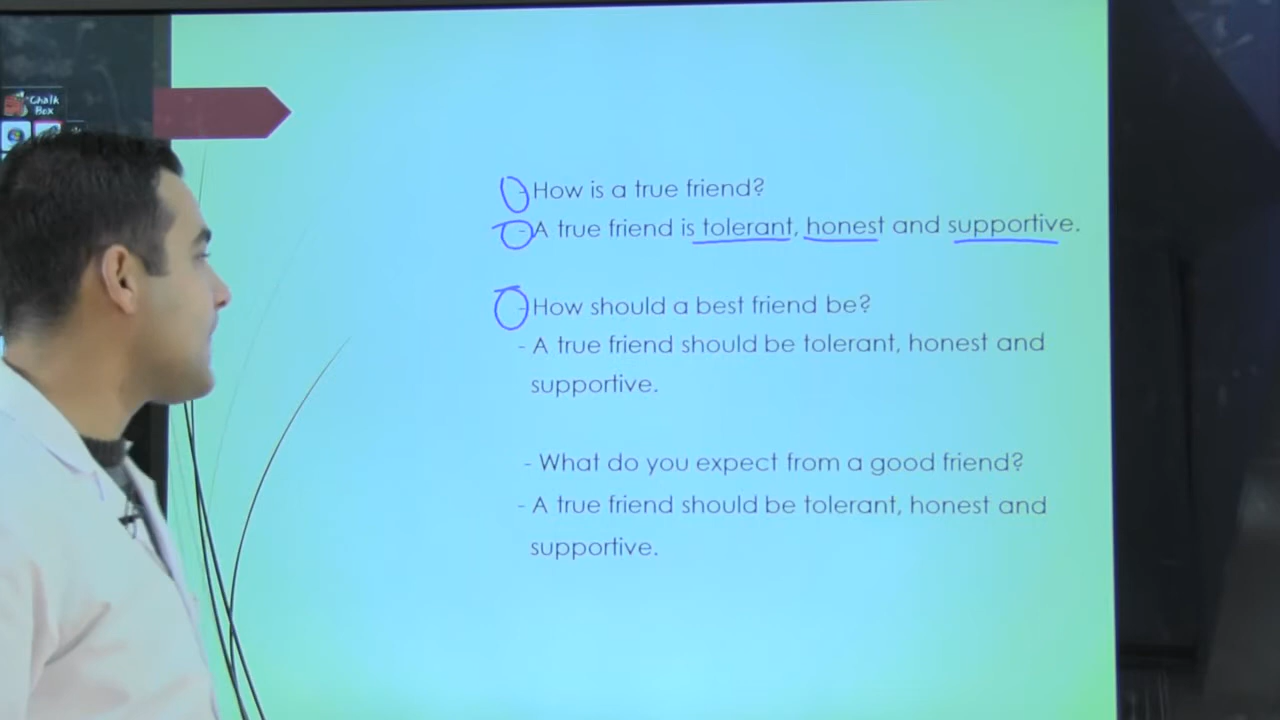 Chalk
Box
- How is a true friend?
- A true friend is tolerant, honest and supportive.
- How should a best friend be?
- A true friend should be tolerant, honest and
supportive.
- What do you expect from a good friend?
- A true friend should be tolerant, honest and
supportive.